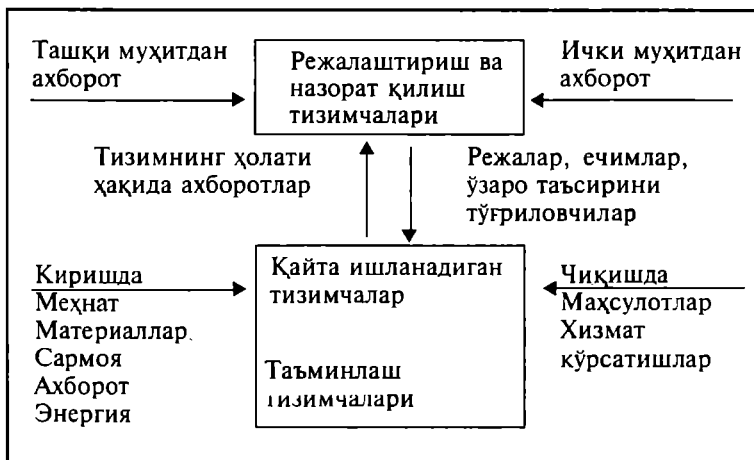 Ташқи муҳитдан
ахборот
Режалаштириш ва
назорат қилиш
тизимчалари
Ички муҳитдан
ахборот
Тизимнинг ҳолати
ҳақида ахборотлар
Режалар, ечимлар,
ўзаро таъсирини
тўғриловчилар
Киришда
Меҳнат
Материаллар
Сармоя
Ахборот
Энергия
Қайта ишланадиган
тизимчалар
Таъминлаш
тизимчалари
Чиқишда
Маҳсулотлар
Хизмат
кўрсатишлар